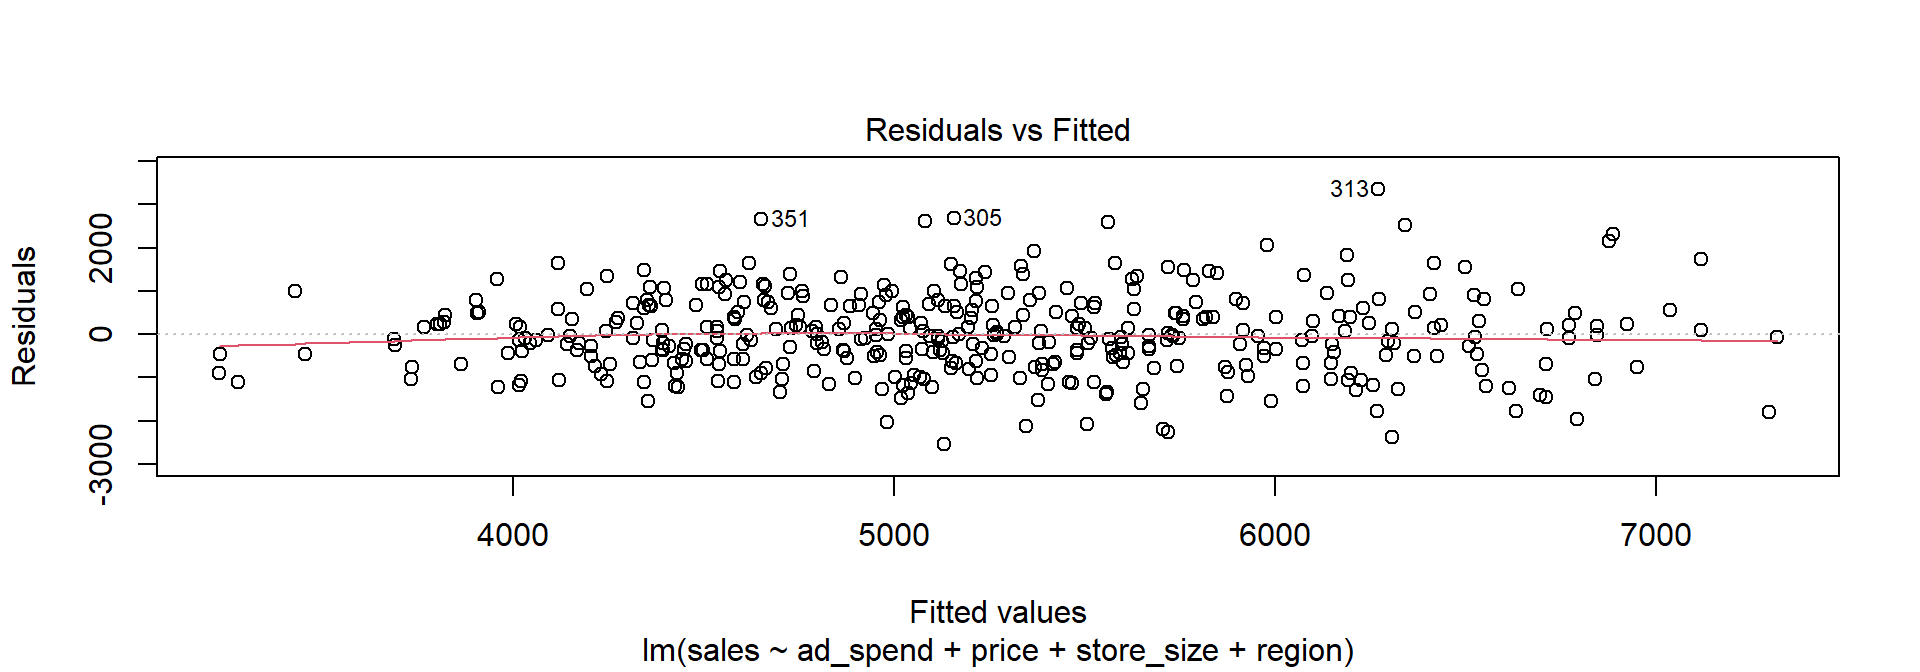 Residuals vs Fitted
Residuals
2000
0
-3000
313
351
305
4000 5000 6000 7000
Fitted values
lm(sales ~ ad_spend + price + store_size + region)